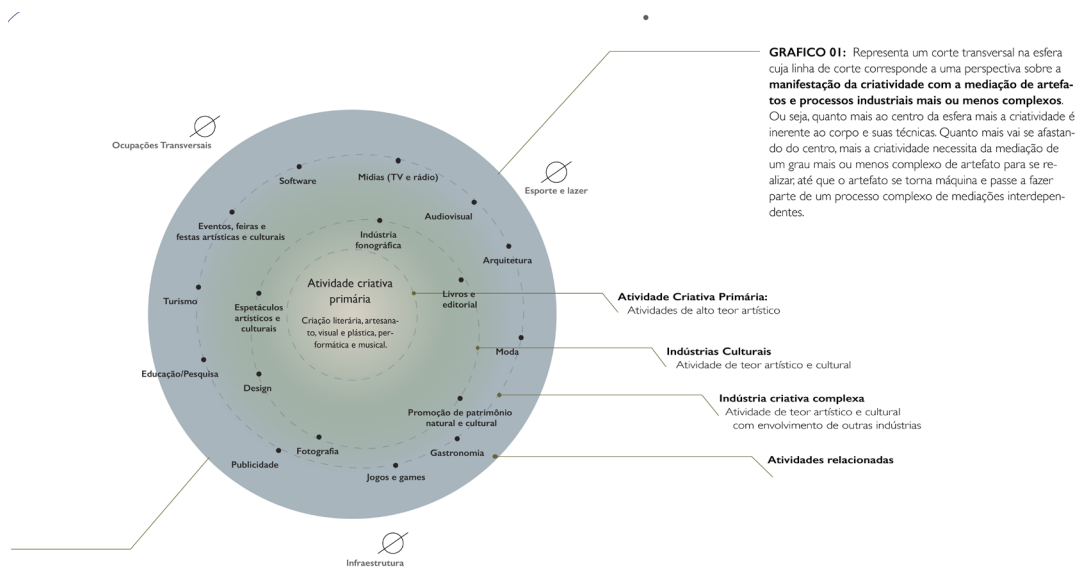 GRAFICO 01: Representa um corte transversal na esfera
cuja linha de corte corresponde a uma perspectiva sobre a
manifestação da criatividade com a mediação de artefa-
tos e processos industriais mais ou menos complexos.
Ou seja, quanto mais ao centro da esfera mais a criatividade é
inerente ao corpo e suas técnicas. Quanto mais vai se afastan-
do do centro, mais a criatividade necessita da mediação de
um grau mais ou menos complexo de artefato para se re-
alizar, até que o artefato se torna máquina e passe a fazer
parte de um processo complexo de mediações interdepen-
dentes.
Ocupações Transversais
Esporte e lazer
Software
Mídias (TV e rádio)
Audiovisual
Eventos, feiras e
festas artísticas e culturais
Indústria
fonográfica
Arquitetura
Atividade criativa
primária
Criação literária, artesana-
to, visual e plástica, per-
formática e musical.
Turismo
Espetáculos
artísticos e
culturais
Livros e
editorial
Moda
Educação/Pesquisa
Design
Promoção de patrimônio
natural e cultural
Fotografia
Gastronomia
Publicidade
Jogos e games
Infraestrutura
Atividade Criativa Primária:
Atividades de alto teor artístico
Indústrias Culturais
Atividade de teor artístico e cultural
Indústria criativa complexa
Atividade de teor artístico e cultural
com envolvimento de outras indústrias
Atividades relacionadas